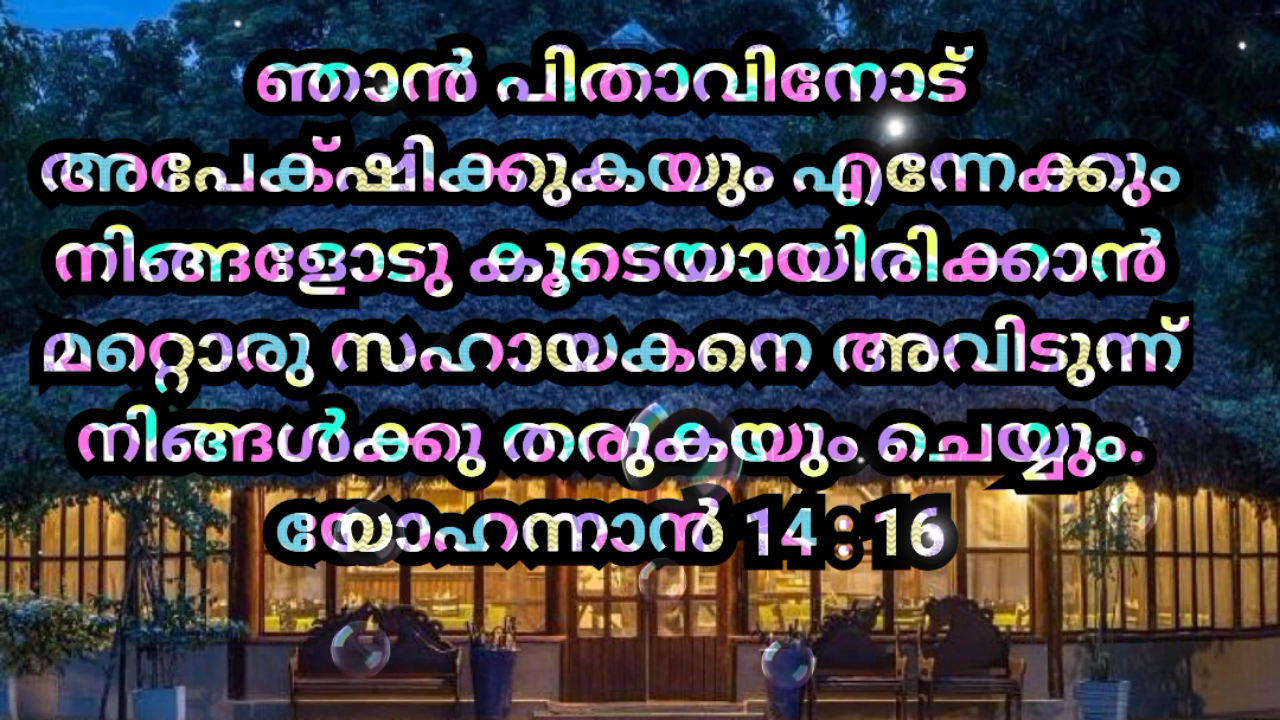 ഞാൻ പിതാവിനോട്
അപേക്‌ഷിക്കുകയും എന്നേക്കും
നിങ്ങളോടു കൂടെയായിരിക്കാൻ
മറ്റൊരു സഹായകനെ അവിടുന്ന്
നിങ്ങൾക്കു തരുകയും ചെയ്യും.
യോഹന്നാൻ 14 : 16